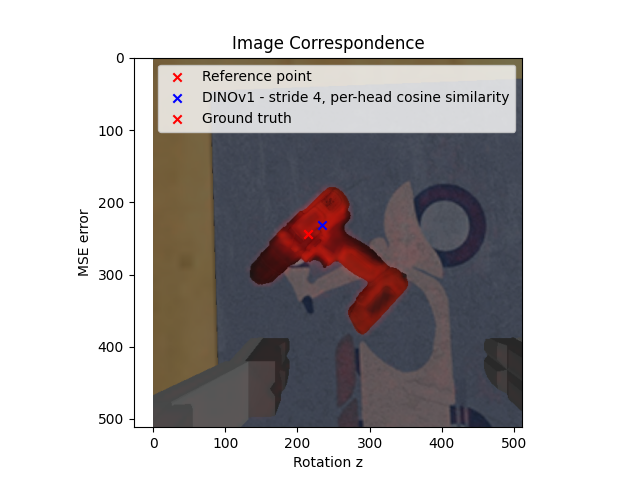 Image Correspondence
Reference point
DINOv1 - stride 4, per-head cosine similarity
Ground truth
0
100
200
300
400
500
MSE error
0 100 200 300 400 500
Rotation z